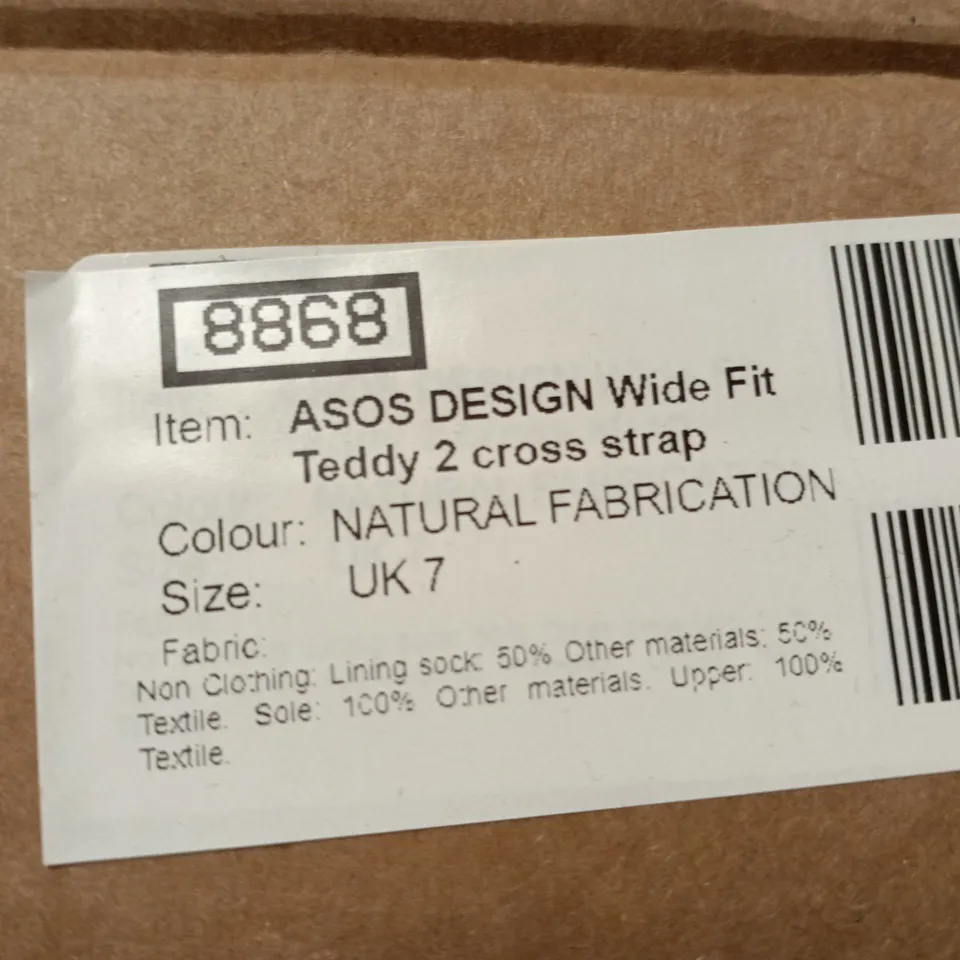 8868
Item: ASOS DESIGN Wide Fit
Teddy 2 cross strap
Colour: NATURAL FABRICATION
Size: UK 7
Fabric:
Non Clothing: Lining sock: 50% Other materials: 50%
Textile. Sole: 100% Other materials. Upper: 100%
Textile.